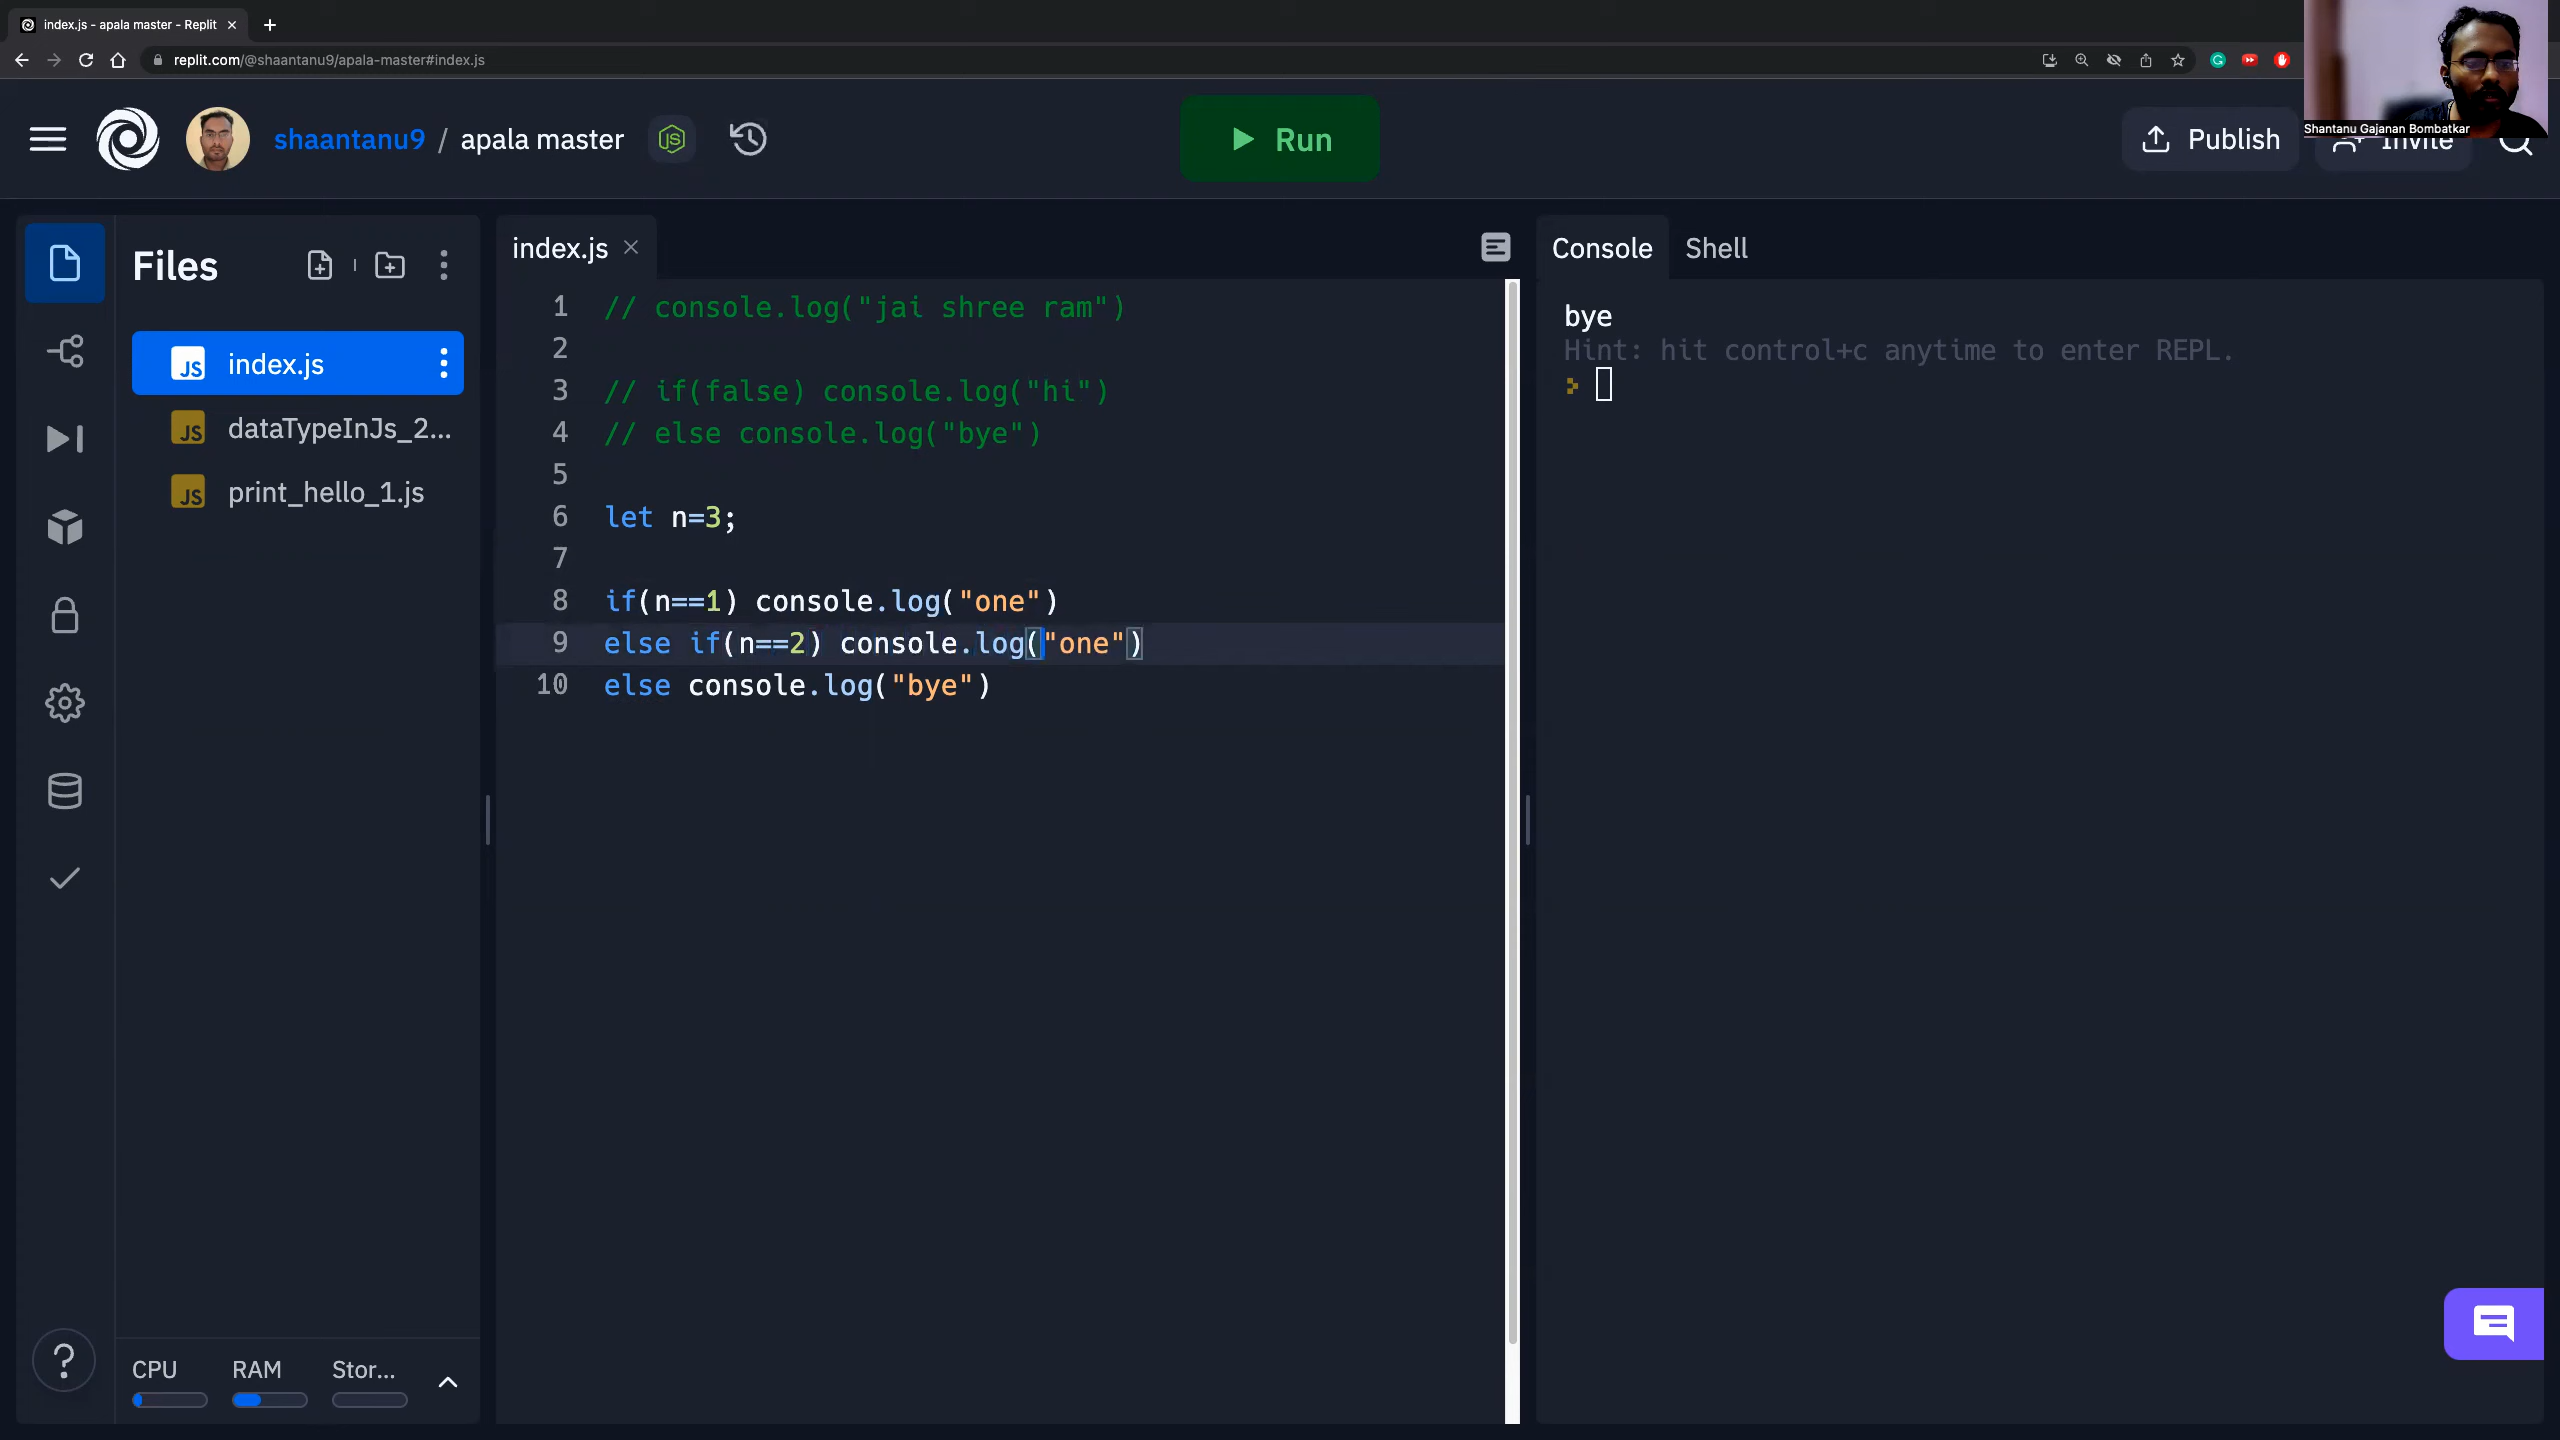 index.js - apala master - Replit
replit.com/@shaantanu9/apala-master#index.js
Shantanu Gajanan Bombatkar
shaantanu9 / apala master
Run
Publish
Invite
Files
index.js
dataTypeInJs_2...
print_hello_1.js
CPU
RAM
Stor...
index.js
1 // console.log("jai shree ram")
2
3 // if(false) console.log("hi")
4 // else console.log("bye")
5
6 let n=3;
7
8 if(n==1) console.log("one")
9 else if(n==2) console.log("one")
10 else console.log("bye")
Console Shell
bye
Hint: hit control+c anytime to enter REPL.